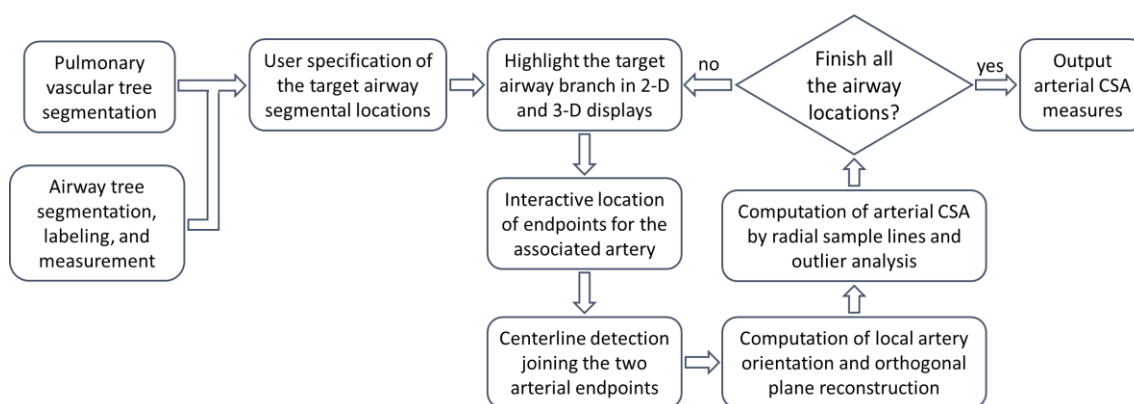 Pulmonary
vascular tree
segmentation
Airway tree
segmentation,
labeling, and
measurement
User specification of
the target airway
segmental locations
Highlight the target
airway branch in 2-D
and 3-D displays
no
Finish all
the airway
locations?
yes
Output
arterial CSA
measures
Interactive location
of endpoints for the
associated artery
Computation of arterial CSA
by radial sample lines and
outlier analysis
Centerline detection
joining the two
arterial endpoints
Computation of local artery
orientation and orthogonal
plane reconstruction